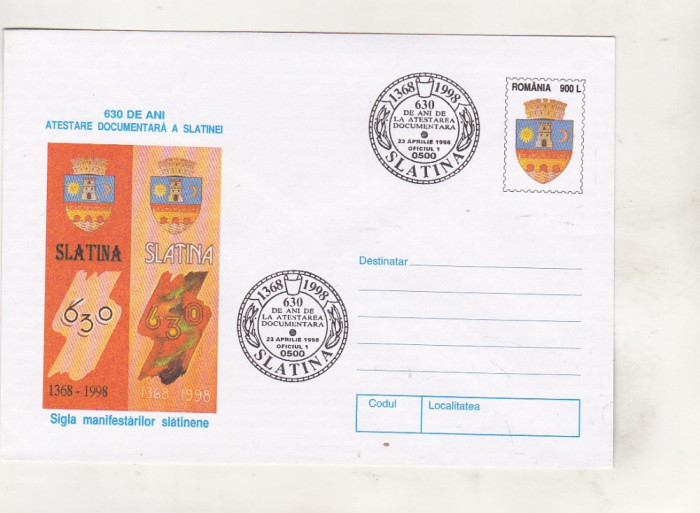 630 DE ANI
ATESTARE DOCUMENTARĂ A SLATINEI
SLATINA
630
1368 - 1998
SLATINA
630
1368 - 1998
Sigla manifestărilor slătinene
1368 1998
630
DE ANI DE
LA ATESTAREA
DOCUMENTARA
23 APRILIE 1998
OFICIUL 1
0500
SLATINA
ROMÂNIA 900 L
1368 1998
630
DE ANI DE
LA ATESTAREA
DOCUMENTARA
23 APRILIE 1998
OFICIUL 1
0500
SLATINA
Destinatar
Codul
Localitatea